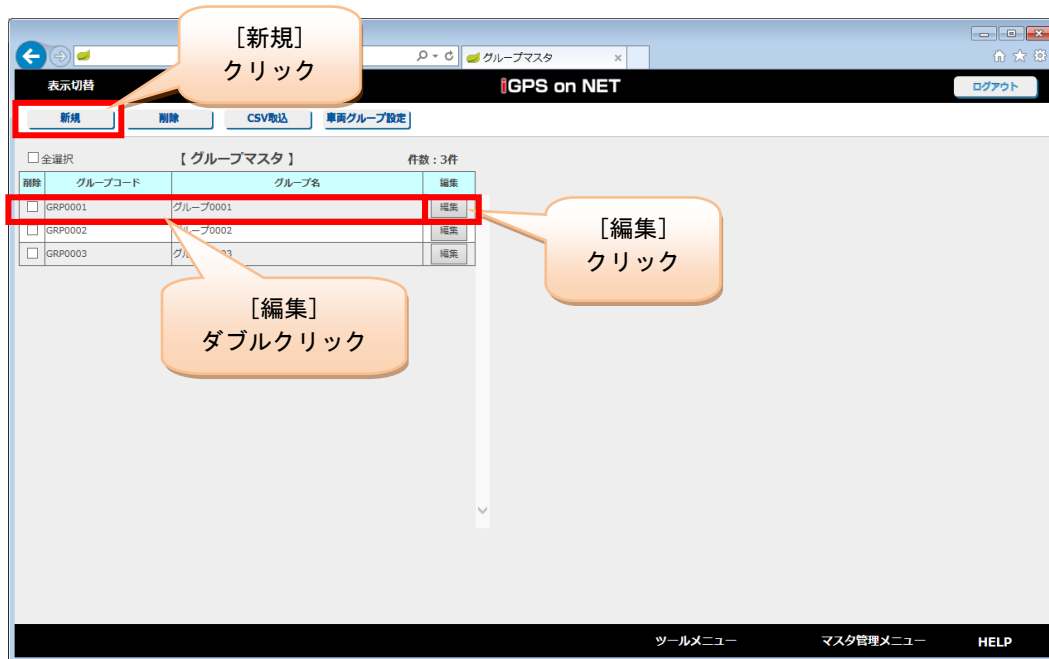 [新規]
クリック
グループマスタ
表示切替
iGPS on NET
ログアウト
新規
削除
CSV取込
車両グループ設定
全選択
【 グループマスタ 】
件数 : 3件
削除
グループコード
グループ名
編集
GRP0001
グループ0001
編集
GRP0002
ループ0002
編集
GRP0003
グル
03
編集
[編集]
クリック
[編集]
ダブルクリック
ツールメニュー
マスタ管理メニュー
HELP